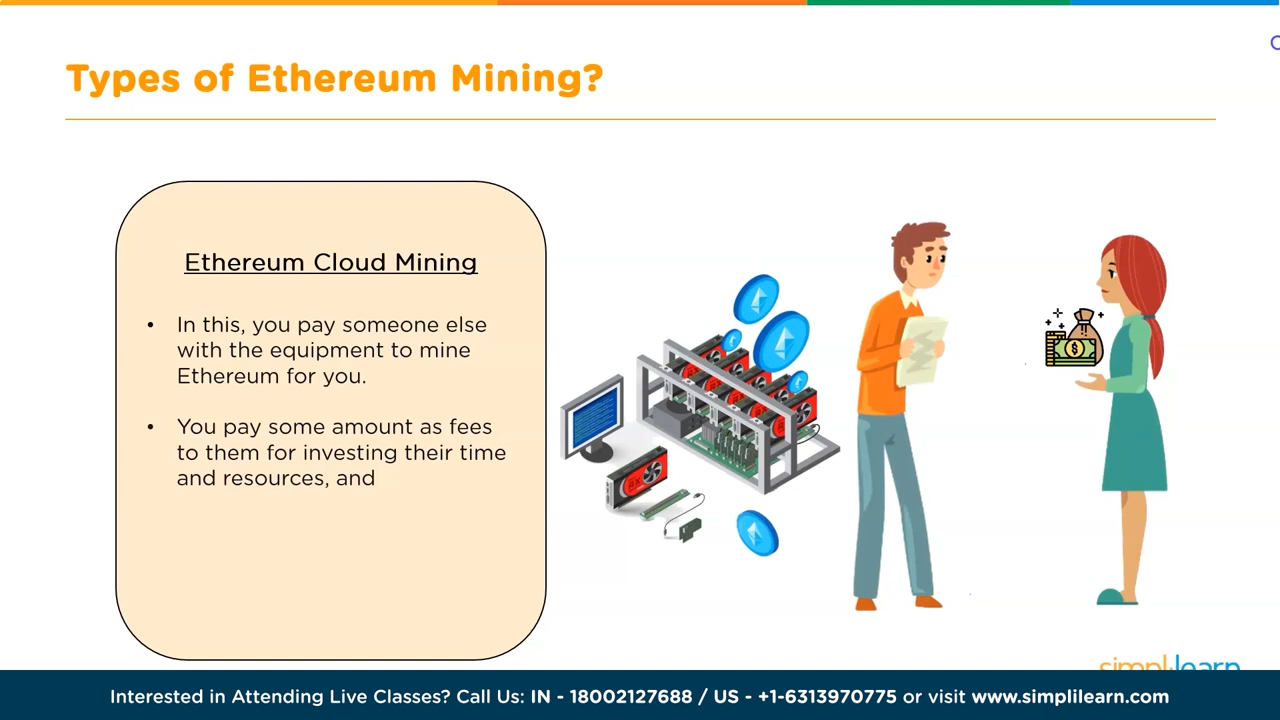 Types of Ethereum Mining?
Ethereum Cloud Mining
• In this, you pay someone else
with the equipment to mine
Ethereum for you.
• You pay some amount as fees
to them for investing their time
and resources, and
simplilearn
Interested in Attending Live Classes? Call Us: IN - 18002127688 / US - +1-6313970775 or visit www.simplilearn.com